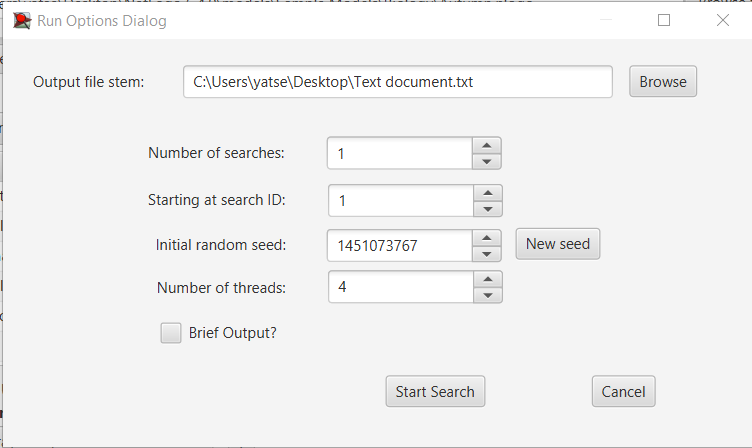 Run Options Dialog
Output file stem: C:\Users\yatse\Desktop\Text document.txt Browse
Number of searches: 1
Starting at search ID: 1
Initial random seed: 1451073767 New seed
Number of threads: 4
Brief Output?
Start Search Cancel